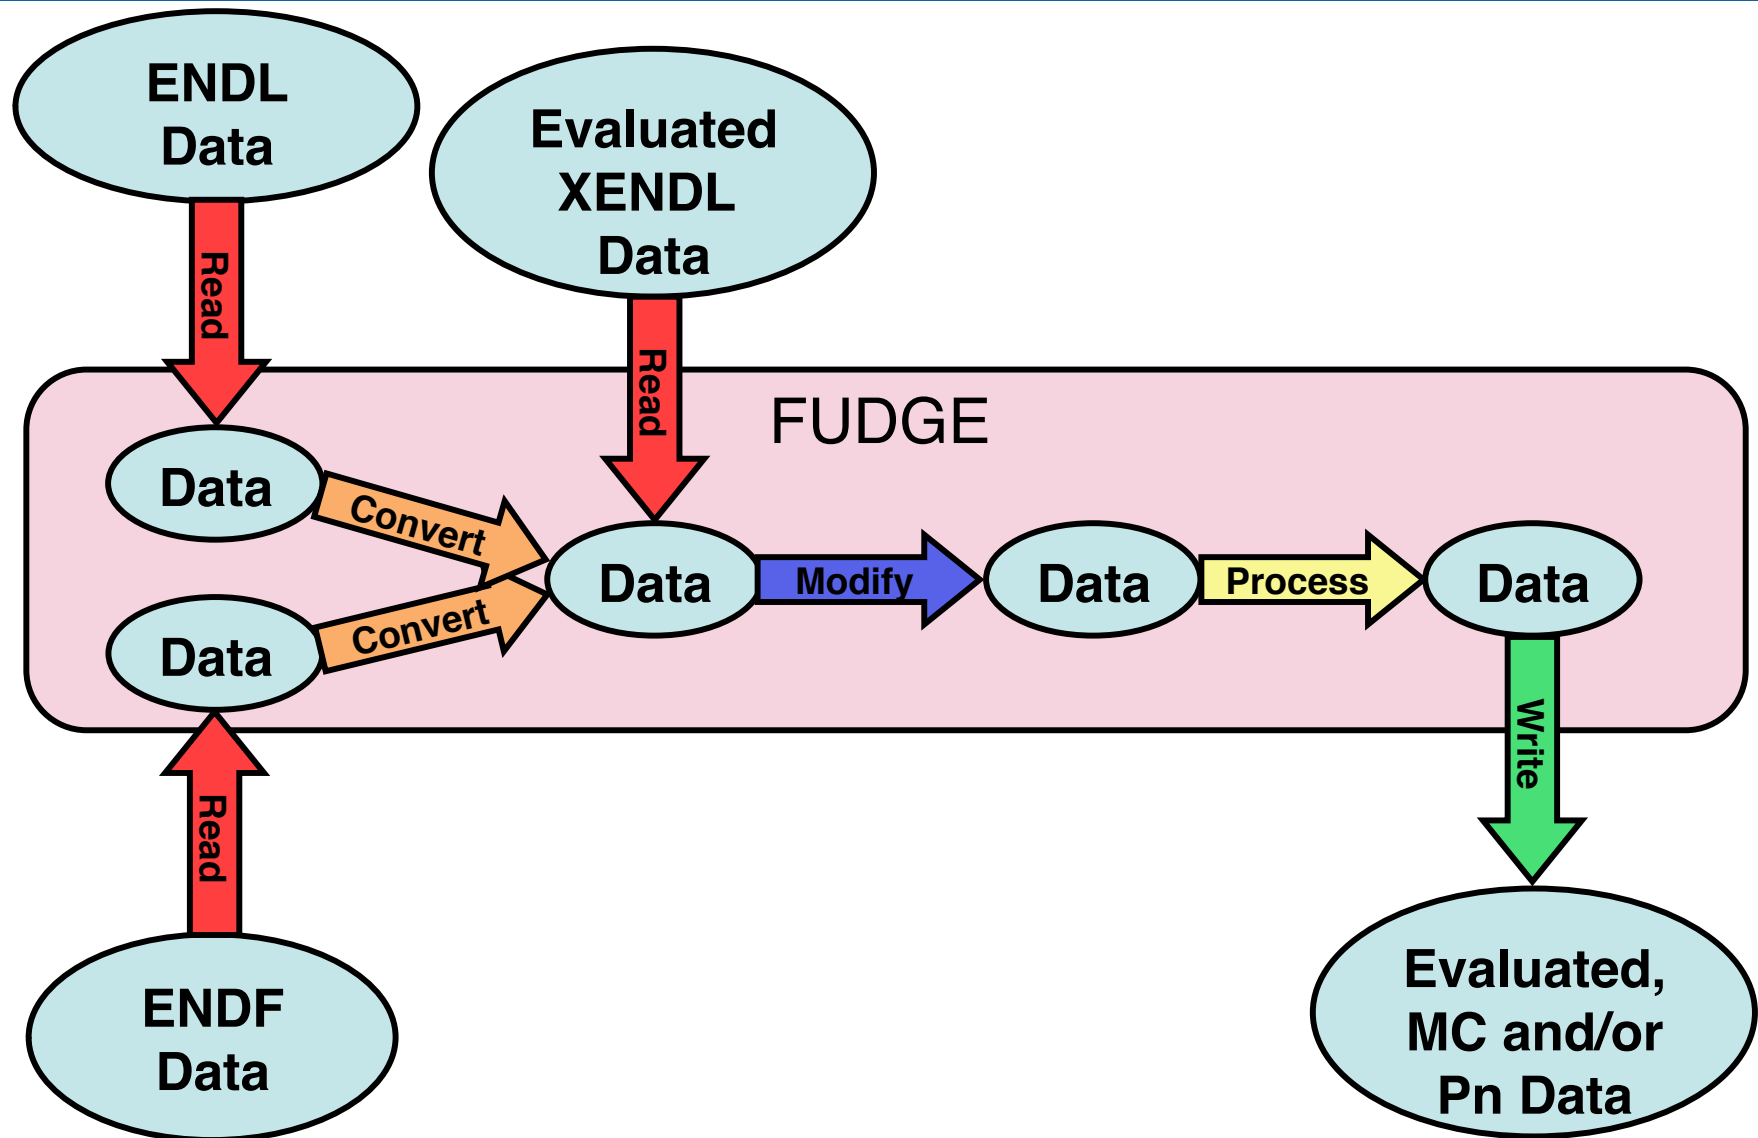 ENDL
Data
Evaluated
XENDL
Data
Read
Read
FUDGE
Data
Convert
Data
Modify
Data
Process
Data
Convert
Data
Write
Read
ENDF
Data
Evaluated,
MC and/or
Pn Data